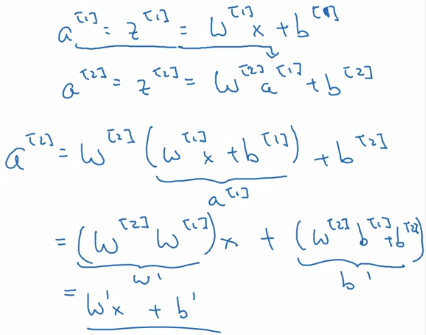 a^[1] = z^[1] = W^[1] x + b^[1]
a^[2] = z^[2] = W^[2] a^[1] + b^[2]
a^[2] = W^[2] (W^[1] x + b^[1]) + b^[2]
a^[1]
= (W^[2] W^[1]) x + (W^[2] b^[1] + b^[2])
W' b'
= W'x + b'